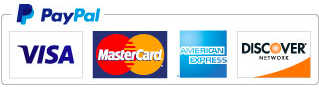 PayPal
VISA
MasterCard
AMERICAN
EXPRESS
DISCOVER
NETWORK